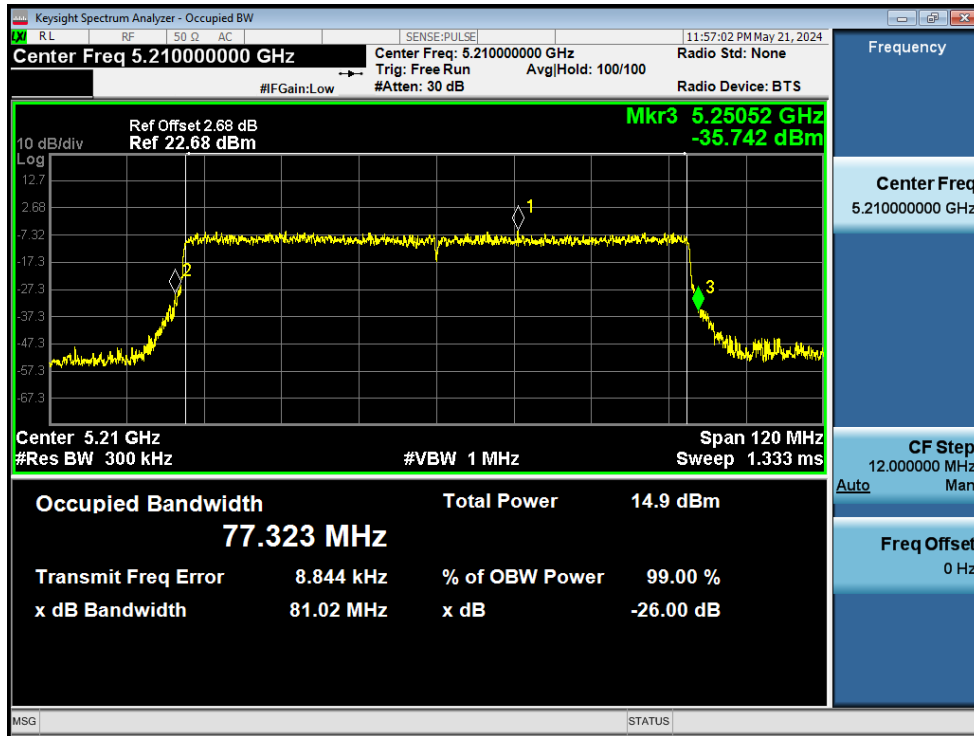 Keysight Spectrum Analyzer - Occupied BW
LXI RL RF 50 Ω AC SENSE:PULSE 11:57:02 PM May 21, 2024
Center Freq 5.210000000 GHz
Center Freq: 5.210000000 GHz Radio Std: None
Trig: Free Run Avg|Hold: 100/100
#IFGain:Low #Atten: 30 dB Radio Device: BTS
Frequency
Mkr3 5.25052 GHz
-35.742 dBm
Ref Offset 2.68 dB
10 dB/div Ref 22.68 dBm
Log
12.7
2.68
-7.32
-17.3
-27.3
-37.3
-47.3
-57.3
-67.3
1
2
3
Center 5.21 GHz Span 120 MHz
#Res BW 300 kHz #VBW 1 MHz Sweep 1.333 ms
Occupied Bandwidth Total Power 14.9 dBm
77.323 MHz
Transmit Freq Error 8.844 kHz % of OBW Power 99.00 %
x dB Bandwidth 81.02 MHz x dB -26.00 dB
Center Freq
5.210000000 GHz
CF Step
12.000000 MHz
Auto Man
Freq Offset
0 Hz
MSG STATUS